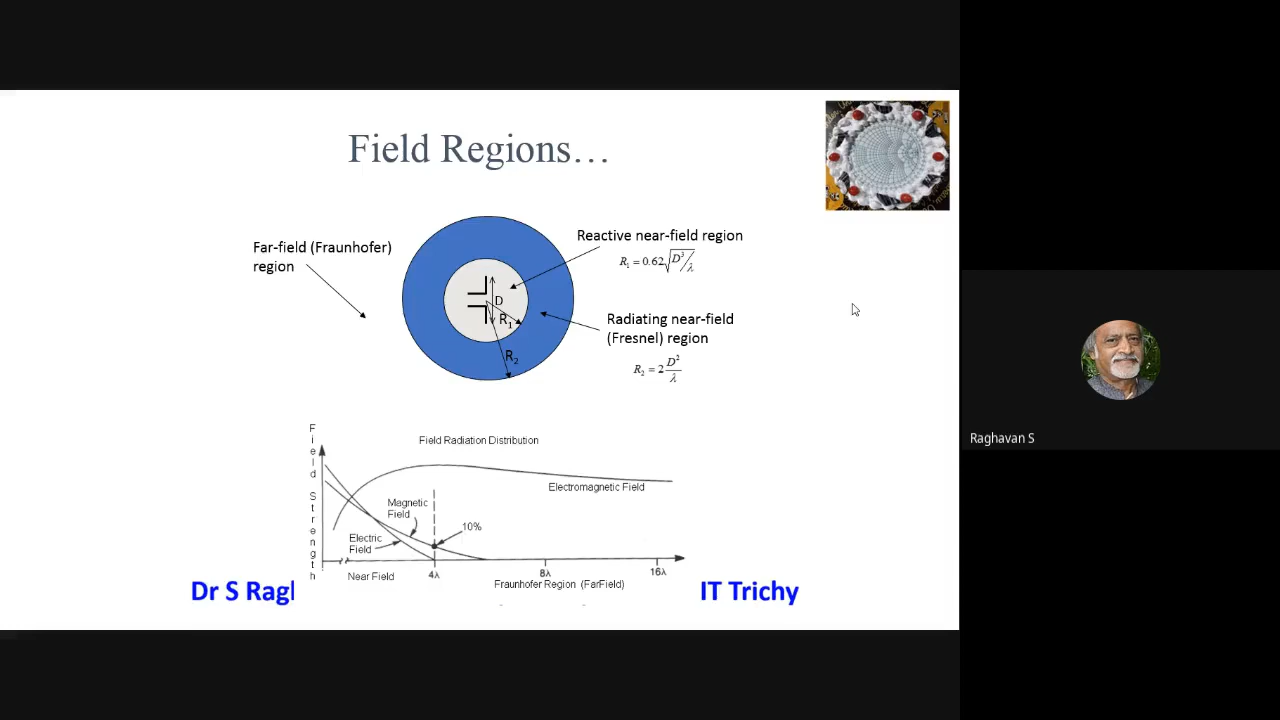 Field Regions…
Far-field (Fraunhofer)
region
Reactive near-field region
R₁ = 0.62√D³/λ
D
R₁
R₂
Radiating near-field
(Fresnel) region
R₂ = 2 D²/λ
Field Strength
Field Radiation Distribution
Electromagnetic Field
Magnetic
Field
10%
Electric
Field
Near Field
4λ
8λ
16λ
Fraunhofer Region (FarField)
Dr S Ragl
IT Trichy
Raghavan S